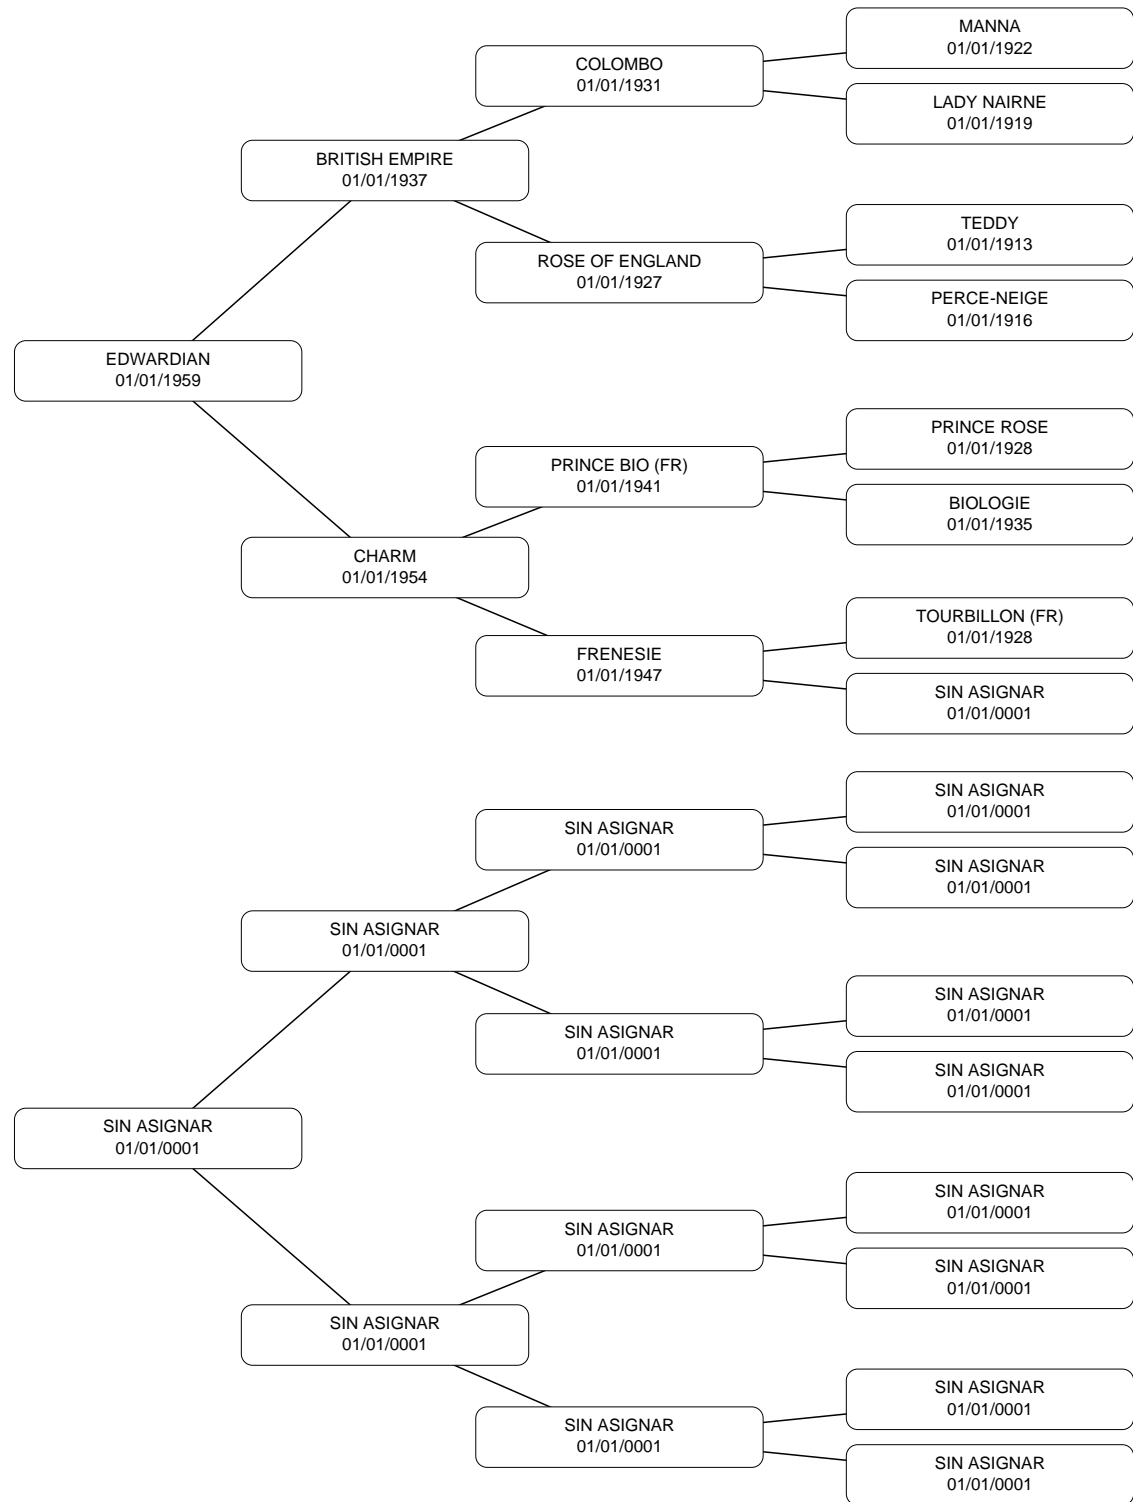 MANNA
01/01/1922
COLOMBO
01/01/1931
LADY NAIRNE
01/01/1919
BRITISH EMPIRE
01/01/1937
TEDDY
01/01/1913
ROSE OF ENGLAND
01/01/1927
PERCE-NEIGE
01/01/1916
EDWARDIAN
01/01/1959
PRINCE ROSE
01/01/1928
PRINCE BIO (FR)
01/01/1941
BIOLOGIE
01/01/1935
CHARM
01/01/1954
TOURBILLON (FR)
01/01/1928
FRENESIE
01/01/1947
SIN ASIGNAR
01/01/0001
SIN ASIGNAR
01/01/0001
SIN ASIGNAR
01/01/0001
SIN ASIGNAR
01/01/0001
SIN ASIGNAR
01/01/0001
SIN ASIGNAR
01/01/0001
SIN ASIGNAR
01/01/0001
SIN ASIGNAR
01/01/0001
SIN ASIGNAR
01/01/0001
SIN ASIGNAR
01/01/0001
SIN ASIGNAR
01/01/0001
SIN ASIGNAR
01/01/0001
SIN ASIGNAR
01/01/0001
SIN ASIGNAR
01/01/0001
SIN ASIGNAR
01/01/0001
SIN ASIGNAR
01/01/0001